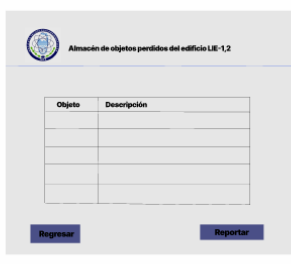 Almacén de objetos perdidos del edificio LIE-1,2
Objeto Descripción
Regresar Reportar